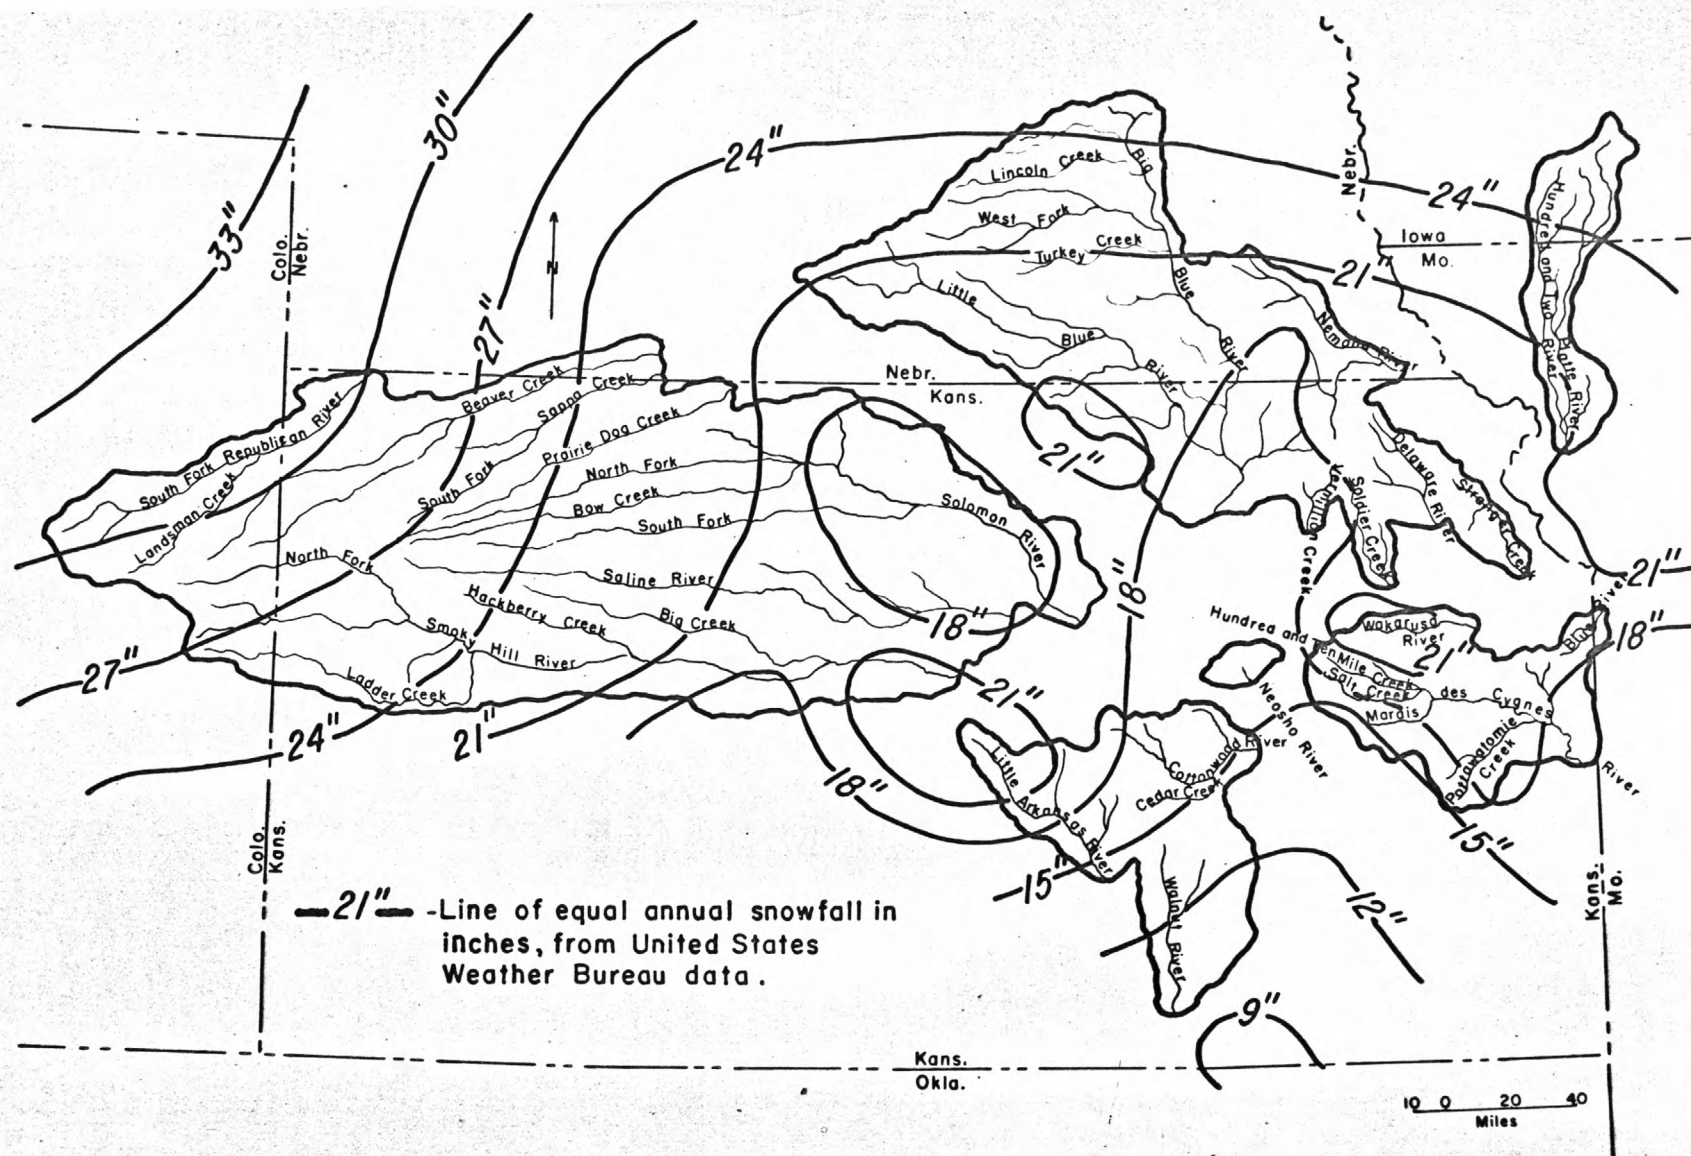 30"
24"
Nebr.
24"
33"
Colo.
Nebr.
N
27"
Lincoln Creek
Big
West Fork
Turkey Creek
Blue
River
Little
Blue
River
Nemaha River
21"
Iowa
Mo.
Hundred and Two
River
Platte
River
Nebr.
Kans.
South Fork Republican River
Landsman Creek
Beaver Creek
Sappa Creek
South Fork
Prairie Dog Creek
North Fork
Bow Creek
South Fork
Solomon
River
21"
Vermillion Creek
Soldier Creek
Delaware River
Stranger Creek
North Fork
Saline River
Hackberry Creek
Big Creek
Smoky
Hill River
Ladder Creek
18"
18"
21"
27"
24"
21"
21"
18"
Hundred and Ten Mile Creek
Wakarusa
River
21"
Blue River
18"
Salt
Creek
des Cygnes
Marais
River
Pottawatomie
Creek
Neosho River
Cottonwood River
Cedar Creek
Little
Arkansas River
15"
15"
Walnut River
12"
9"
Colo.
Kans.
Kans.
Mo.
21" -Line of equal annual snowfall in
inches, from United States
Weather Bureau data.
Kans.
Okla.
10 0 20 40
Miles